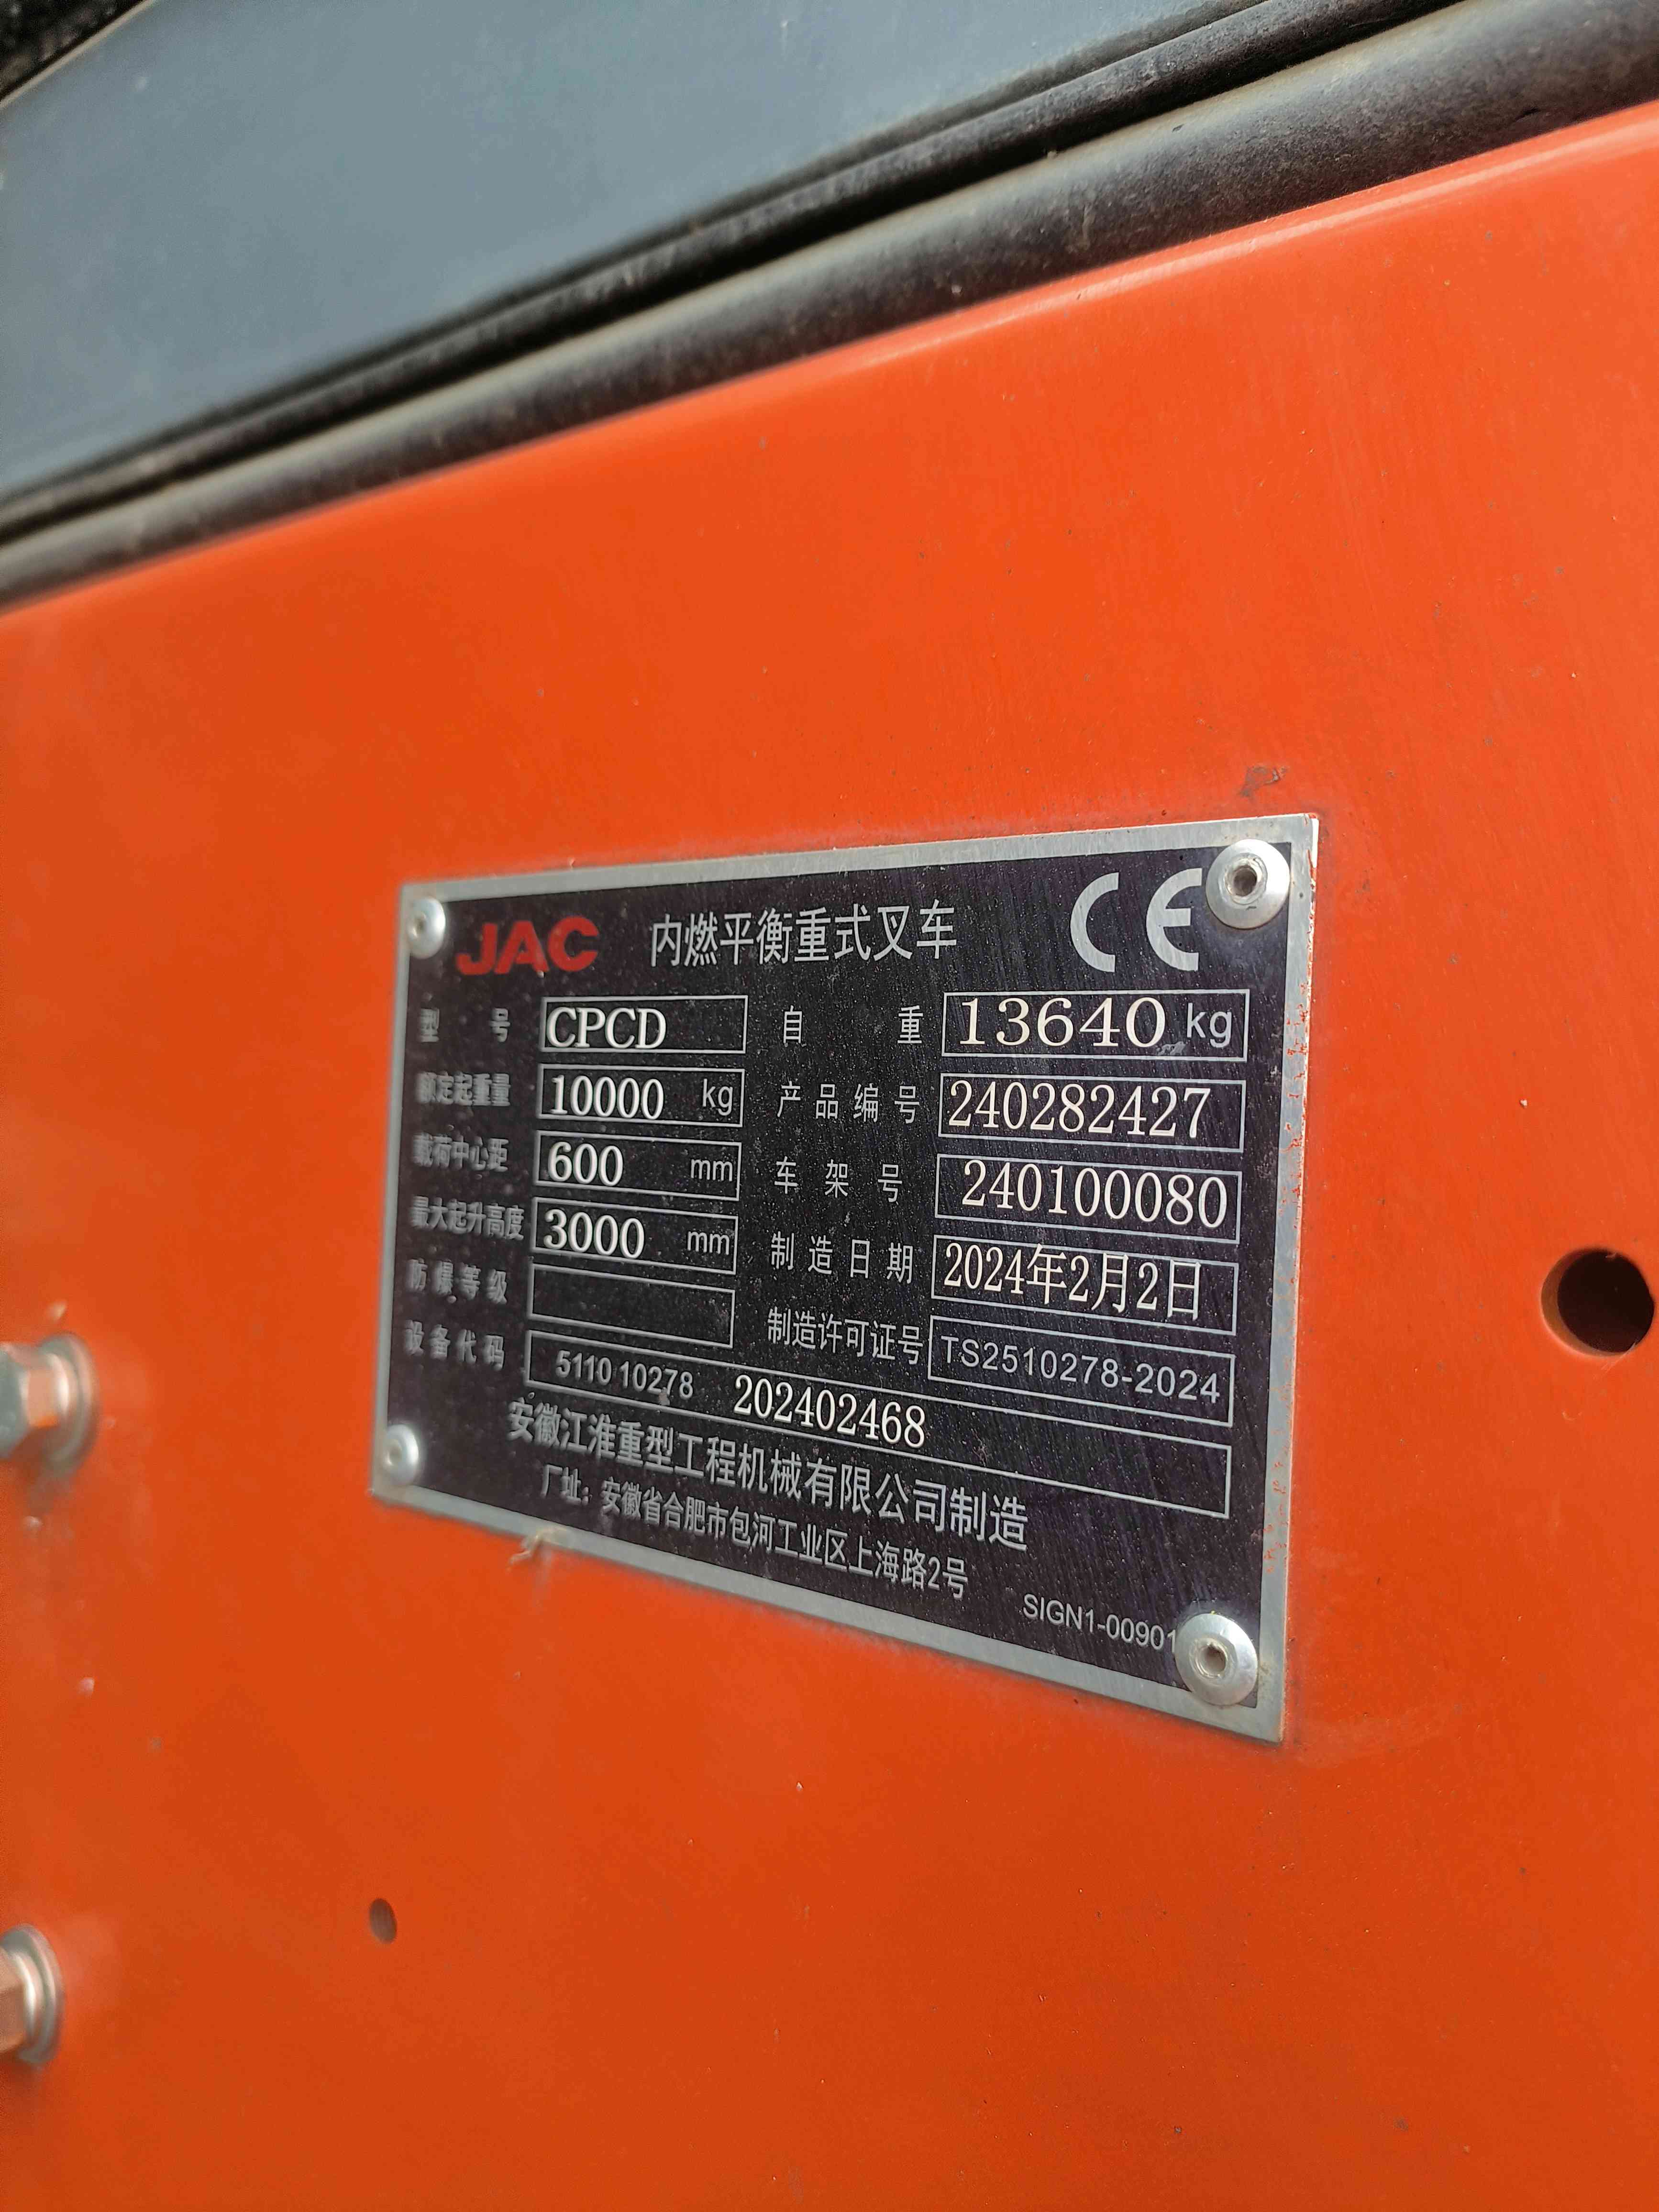 JAC 内燃平衡重式叉车 CE
型号 CPCD 自重 13640 kg
额定起重量 10000 kg 产品编号 240282427
载荷中心距 600 mm 车架号 240100080
最大起升高度 3000 mm 制造日期 2024年2月2日
防爆等级 制造许可证号 TS2510278-2024
设备代码 5110 10278 202402468
安徽江淮重型工程机械有限公司制造
厂址：安徽省合肥市包河工业区上海路2号
SIGN1-00901